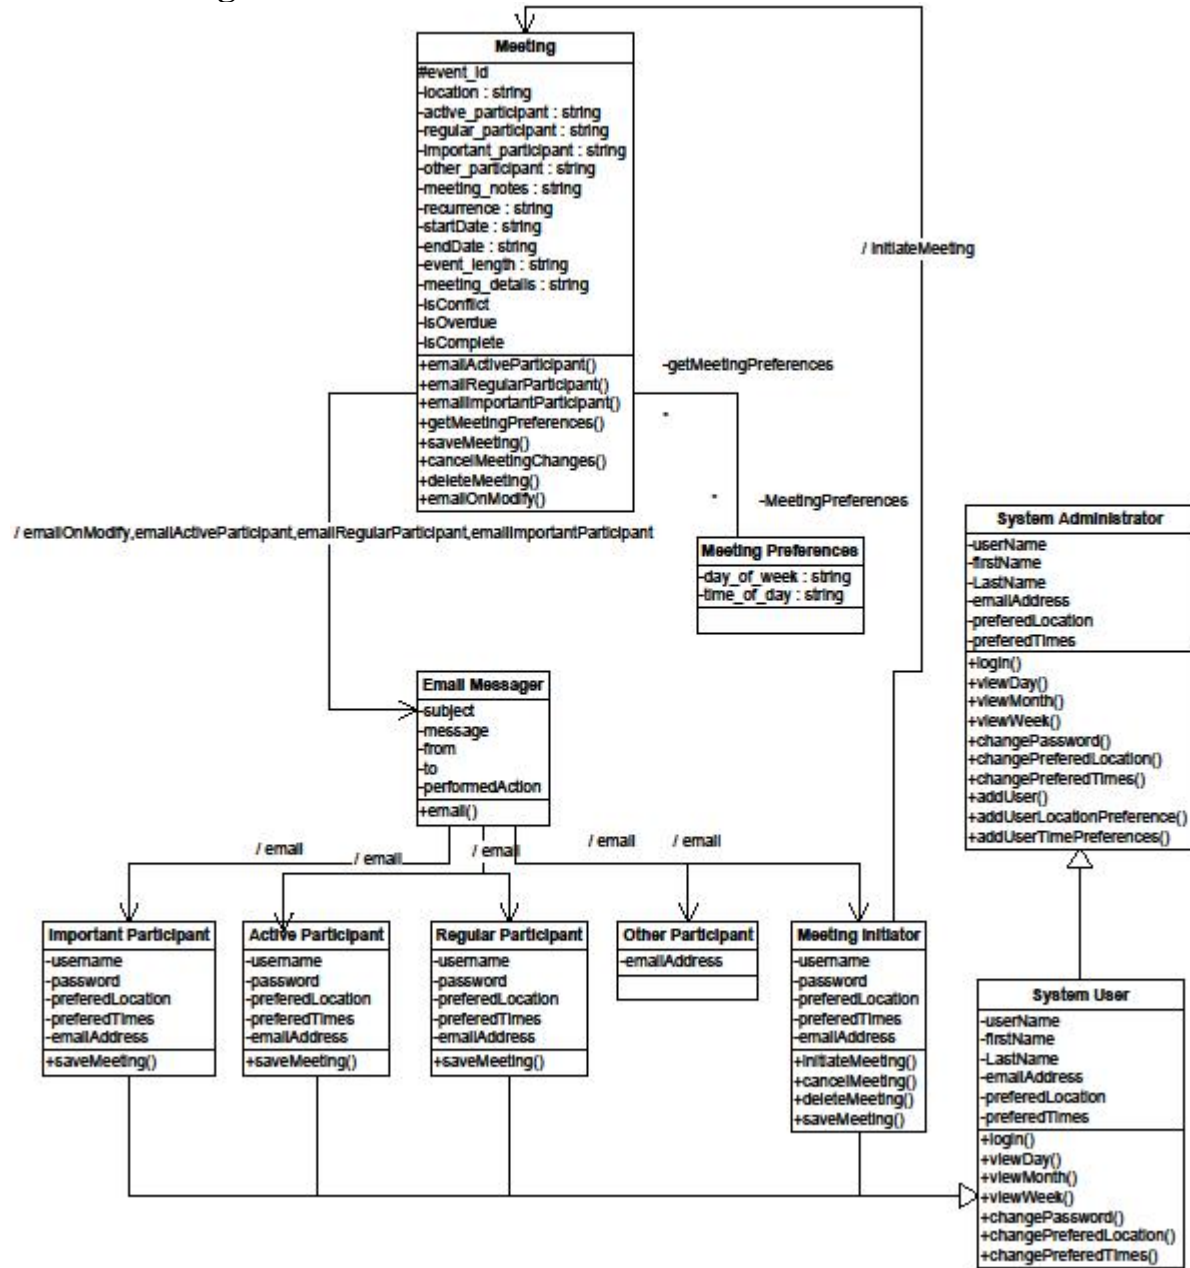 Meeting
#event_id
-location : string
-active_participant : string
-regular_participant : string
-important_participant : string
-other_participant : string
-meeting_notes : string
-recurrence : string
-startDate : string
-endDate : string
-event_length : string
-meeting_details : string
-isConflict
-isOverdue
-isComplete
+emailActiveParticipant()
+emailRegularParticipant()
+emailImportantParticipant()
+getMeetingPreferences()
+saveMeeting()
+cancelMeetingChanges()
+deleteMeeting()
+emailOnModify()
/ initiateMeeting
-getMeetingPreferences
*
*
-MeetingPreferences
/ emailOnModify,emailActiveParticipant,emailRegularParticipant,emailImportantParticipant
Meeting Preferences
-day_of_week : string
-time_of_day : string
System Administrator
-userName
-firstName
-LastName
-emailAddress
-preferedLocation
-preferedTimes
+login()
+viewDay()
+viewMonth()
+viewWeek()
+changePassword()
+changePreferedLocation()
+changePreferedTimes()
+addUser()
+addUserLocationPreference()
+addUserTimePreferences()
Email Messager
-subject
-message
-from
-to
-performedAction
+email()
/ email
/ email
/ email
/ email
/ email
Important Participant
-username
-password
-preferedLocation
-preferedTimes
-emailAddress
+saveMeeting()
Active Participant
-username
-password
-preferedLocation
-preferedTimes
-emailAddress
+saveMeeting()
Regular Participant
-username
-password
-preferedLocation
-preferedTimes
-emailAddress
+saveMeeting()
Other Participant
-emailAddress
Meeting Initiator
-username
-password
-preferedLocation
-preferedTimes
-emailAddress
+initiateMeeting()
+cancelMeeting()
+deleteMeeting()
+saveMeeting()
System User
-userName
-firstName
-LastName
-emailAddress
-preferedLocation
-preferedTimes
+login()
+viewDay()
+viewMonth()
+viewWeek()
+changePassword()
+changePreferedLocation()
+changePreferedTimes()